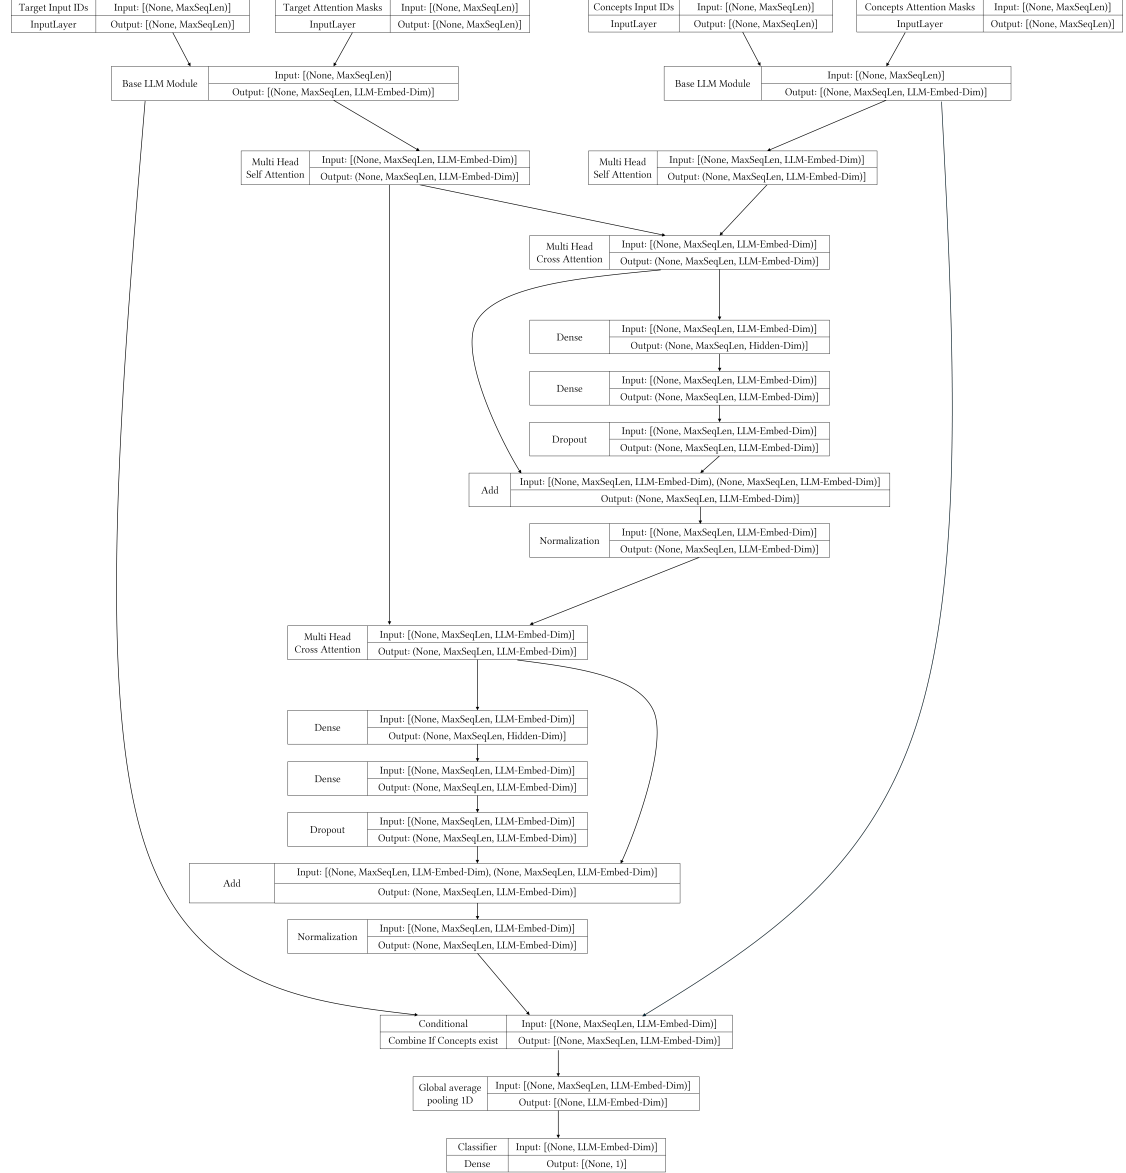 Target Input IDs
Input: [(None, MaxSeqLen)]
InputLayer
Output: [(None, MaxSeqLen)]
Target Attention Masks
Input: [(None, MaxSeqLen)]
InputLayer
Output: [(None, MaxSeqLen)]
Concepts Input IDs
Input: [(None, MaxSeqLen)]
InputLayer
Output: [(None, MaxSeqLen)]
Concepts Attention Masks
Input: [(None, MaxSeqLen)]
InputLayer
Output: [(None, MaxSeqLen)]
Base LLM Module
Input: [(None, MaxSeqLen)]
Output: [(None, MaxSeqLen, LLM-Embed-Dim)]
Base LLM Module
Input: [(None, MaxSeqLen)]
Output: [(None, MaxSeqLen, LLM-Embed-Dim)]
Multi Head
Self Attention
Input: [(None, MaxSeqLen, LLM-Embed-Dim)]
Output: (None, MaxSeqLen, LLM-Embed-Dim)]
Multi Head
Self Attention
Input: [(None, MaxSeqLen, LLM-Embed-Dim)]
Output: (None, MaxSeqLen, LLM-Embed-Dim)]
Multi Head
Cross Attention
Input: [(None, MaxSeqLen, LLM-Embed-Dim)]
Output: (None, MaxSeqLen, LLM-Embed-Dim)]
Dense
Input: [(None, MaxSeqLen, LLM-Embed-Dim)]
Output: (None, MaxSeqLen, Hidden-Dim)]
Dense
Input: [(None, MaxSeqLen, LLM-Embed-Dim)]
Output: (None, MaxSeqLen, LLM-Embed-Dim)]
Dropout
Input: [(None, MaxSeqLen, LLM-Embed-Dim)]
Output: (None, MaxSeqLen, LLM-Embed-Dim)]
Add
Input: [(None, MaxSeqLen, LLM-Embed-Dim), (None, MaxSeqLen, LLM-Embed-Dim)]
Output: (None, MaxSeqLen, LLM-Embed-Dim)]
Normalization
Input: [(None, MaxSeqLen, LLM-Embed-Dim)]
Output: (None, MaxSeqLen, LLM-Embed-Dim)]
Multi Head
Cross Attention
Input: [(None, MaxSeqLen, LLM-Embed-Dim)]
Output: (None, MaxSeqLen, LLM-Embed-Dim)]
Dense
Input: [(None, MaxSeqLen, LLM-Embed-Dim)]
Output: (None, MaxSeqLen, Hidden-Dim)]
Dense
Input: [(None, MaxSeqLen, LLM-Embed-Dim)]
Output: (None, MaxSeqLen, LLM-Embed-Dim)]
Dropout
Input: [(None, MaxSeqLen, LLM-Embed-Dim)]
Output: (None, MaxSeqLen, LLM-Embed-Dim)]
Add
Input: [(None, MaxSeqLen, LLM-Embed-Dim), (None, MaxSeqLen, LLM-Embed-Dim)]
Output: (None, MaxSeqLen, LLM-Embed-Dim)]
Normalization
Input: [(None, MaxSeqLen, LLM-Embed-Dim)]
Output: (None, MaxSeqLen, LLM-Embed-Dim)]
Conditional
Input: [(None, MaxSeqLen, LLM-Embed-Dim)]
Combine If Concepts exist
Output: [(None, MaxSeqLen, LLM-Embed-Dim)]
Global average
pooling 1D
Input: [(None, MaxSeqLen, LLM-Embed-Dim)]
Output: [(None, LLM-Embed-Dim)]
Classifier
Input: [(None, LLM-Embed-Dim)]
Dense
Output: [(None, 1)]